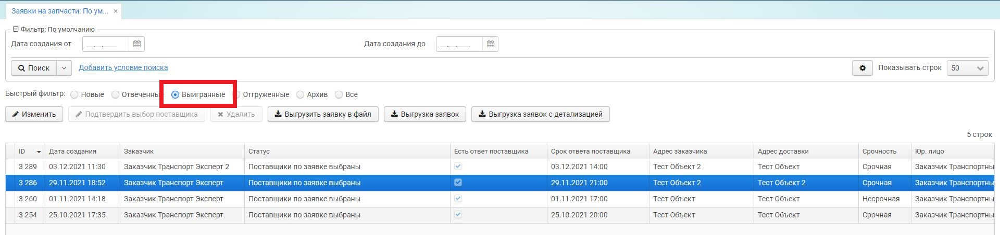 Заявки на запчасти: По ум... ×
Фильтр: По умолчанию
Дата создания от __.__.____ Дата создания до __.__.____
Поиск Добавить условие поиска Показывать строк 50
Быстрый фильтр: Новые Отвеченны Выигранные Отгруженные Архив Все
Изменить Подтвердить выбор поставщика Удалить Выгрузить заявку в файл Выгрузка заявок Выгрузка заявок с детализацией
5 строк
ID Дата создания Заказчик Статус Есть ответ поставщика Срок ответа поставщика Адрес заказчика Адрес доставки Срочность Юр. лицо
3 289 03.12.2021 11:30 Заказчик Транспорт Эксперт 2 Поставщики по заявке выбраны 03.12.2021 14:00 Тест Объект 2 Тест Объект Срочная Заказчик Транспортны
3 286 29.11.2021 18:52 Заказчик Транспорт Эксперт Поставщики по заявке выбраны 29.11.2021 21:00 Тест Объект 2 Тест Объект 2 Срочная Заказчик Транспортны
3 260 01.11.2021 14:18 Заказчик Транспорт Эксперт Поставщики по заявке выбраны 01.11.2021 17:00 Тест Объект Тест Объект Несрочная Заказчик Транспортны
3 254 25.10.2021 17:35 Заказчик Транспорт Эксперт Поставщики по заявке выбраны 25.10.2021 20:00 Тест Объект Тест Объект Срочная Заказчик Транспортны